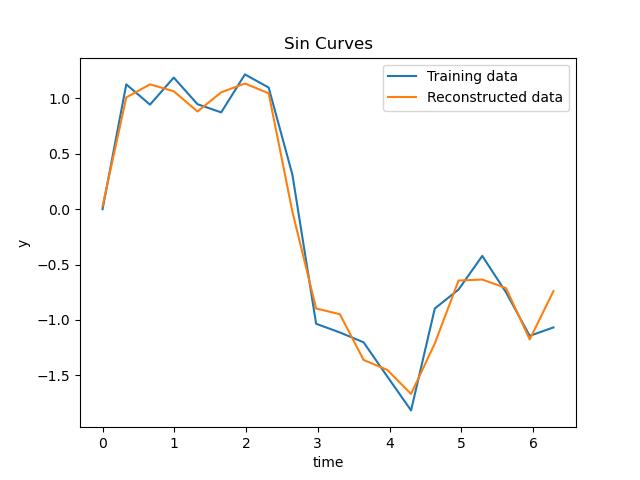 Sin Curves
Training data
Reconstructed data
1.0
0.5
0.0
−0.5
−1.0
−1.5
y
0 1 2 3 4 5 6
time